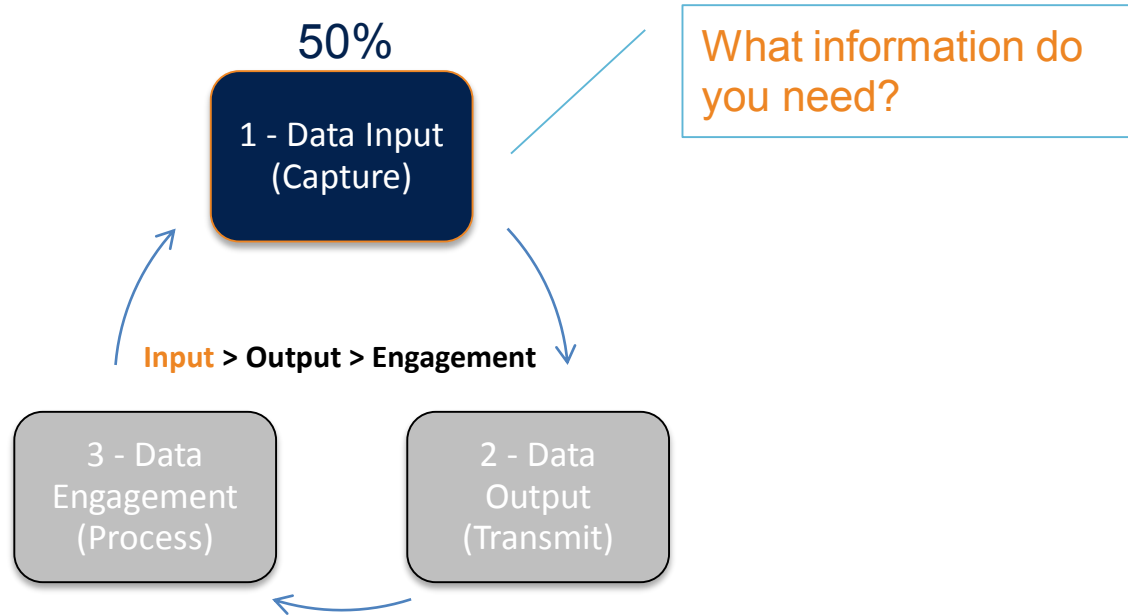 50%
What information do
you need?
1 - Data Input
(Capture)
Input > Output > Engagement
3 - Data
Engagement
(Process)
2 - Data
Output
(Transmit)